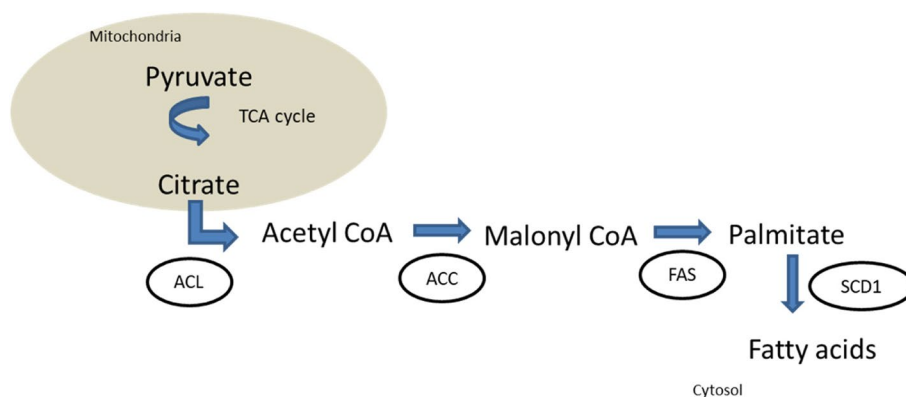 Mitochondria
Pyruvate
TCA cycle
Citrate
Acetyl CoA
Malonyl CoA
Palmitate
ACL
ACC
FAS
SCD1
Fatty acids
Cytosol